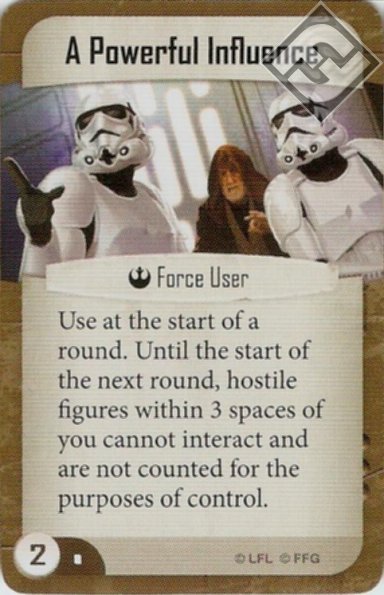 A Powerful Influence
Force User
Use at the start of a
round. Until the start of
the next round, hostile
figures within 3 spaces of
you cannot interact and
are not counted for the
purposes of control.
2
© LFL © FFG